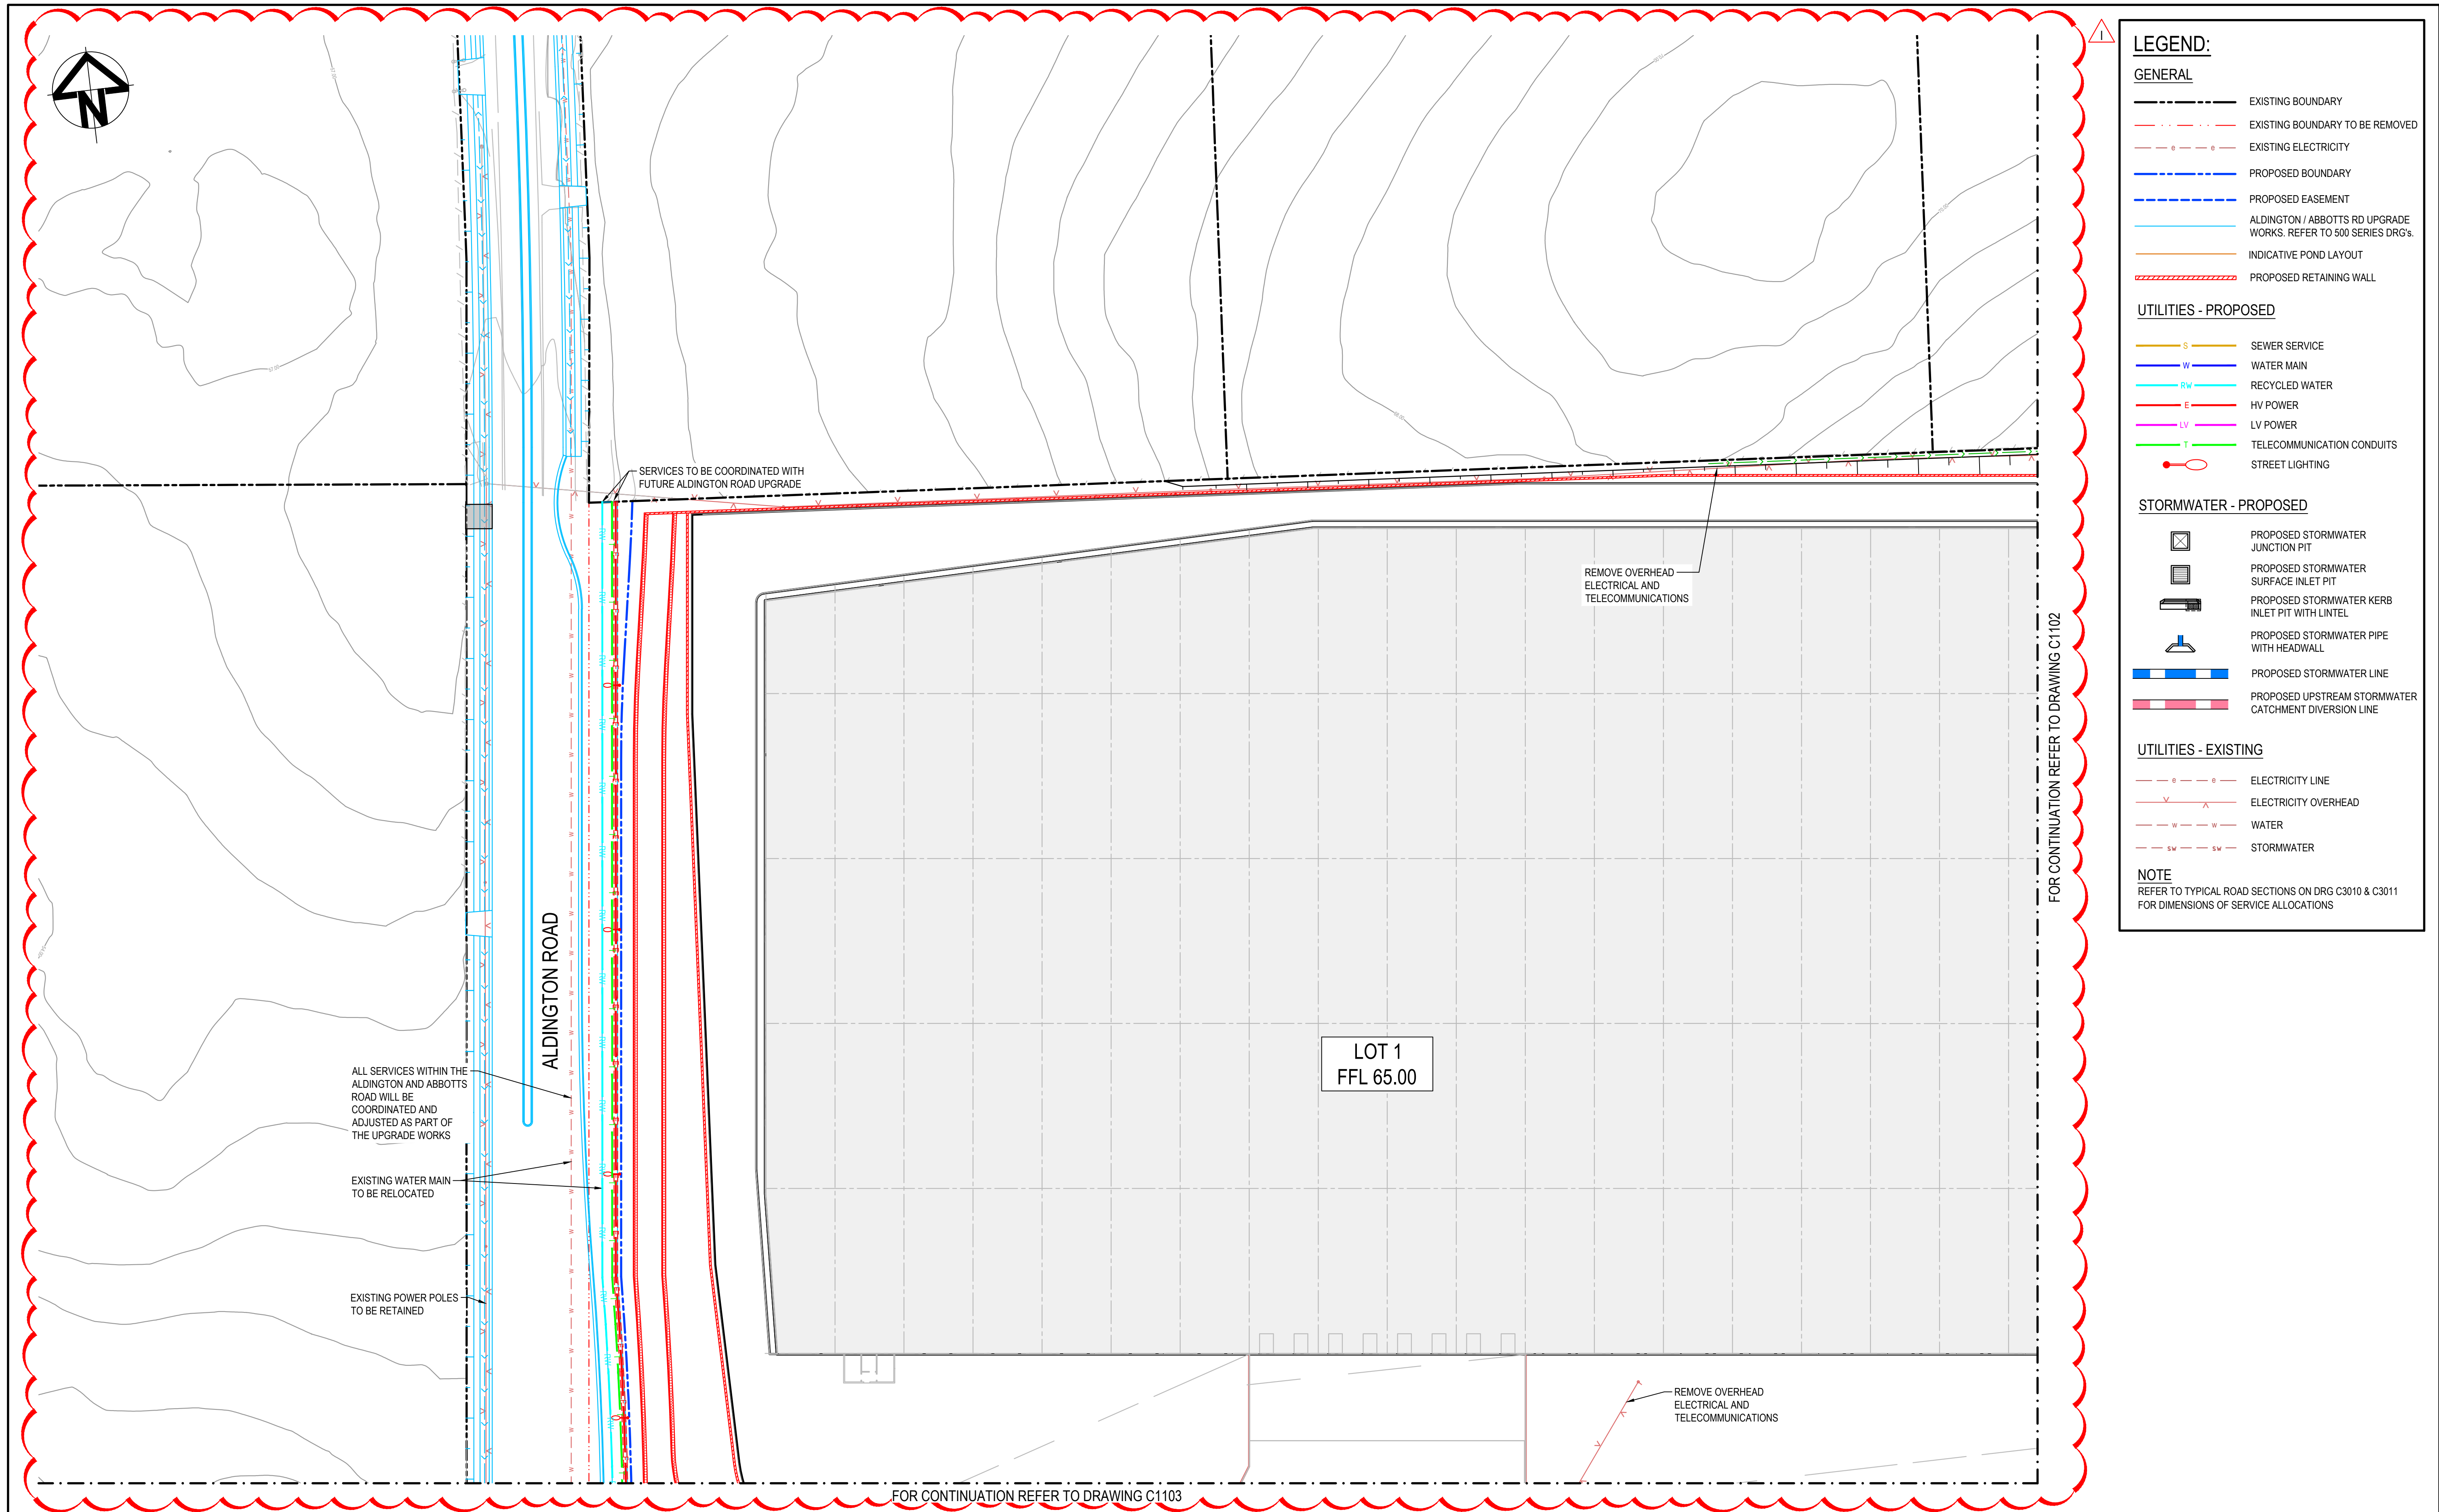 N
SERVICES TO BE COORDINATED WITH
FUTURE ALDINGTON ROAD UPGRADE
REMOVE OVERHEAD
ELECTRICAL AND
TELECOMMUNICATIONS
ALDINGTON ROAD
LOT 1
FFL 65.00
ALL SERVICES WITHIN THE
ALDINGTON AND ABBOTTS
ROAD WILL BE
COORDINATED AND
ADJUSTED AS PART OF
THE UPGRADE WORKS
EXISTING WATER MAIN
TO BE RELOCATED
EXISTING POWER POLES
TO BE RETAINED
REMOVE OVERHEAD
ELECTRICAL AND
TELECOMMUNICATIONS
FOR CONTINUATION REFER TO DRAWING C1103
FOR CONTINUATION REFER TO DRAWING C1102
I
LEGEND:
GENERAL
EXISTING BOUNDARY
EXISTING BOUNDARY TO BE REMOVED
e e EXISTING ELECTRICITY
PROPOSED BOUNDARY
PROPOSED EASEMENT
ALDINGTON / ABBOTTS RD UPGRADE
WORKS. REFER TO 500 SERIES DRG's.
INDICATIVE POND LAYOUT
PROPOSED RETAINING WALL
UTILITIES - PROPOSED
S SEWER SERVICE
W WATER MAIN
RW RECYCLED WATER
E HV POWER
LV LV POWER
T TELECOMMUNICATION CONDUITS
STREET LIGHTING
STORMWATER - PROPOSED
PROPOSED STORMWATER
JUNCTION PIT
PROPOSED STORMWATER
SURFACE INLET PIT
PROPOSED STORMWATER KERB
INLET PIT WITH LINTEL
PROPOSED STORMWATER PIPE
WITH HEADWALL
PROPOSED STORMWATER LINE
PROPOSED UPSTREAM STORMWATER
CATCHMENT DIVERSION LINE
UTILITIES - EXISTING
e e ELECTRICITY LINE
ELECTRICITY OVERHEAD
w w WATER
sw sw STORMWATER
NOTE
REFER TO TYPICAL ROAD SECTIONS ON DRG C3010 & C3011
FOR DIMENSIONS OF SERVICE ALLOCATIONS